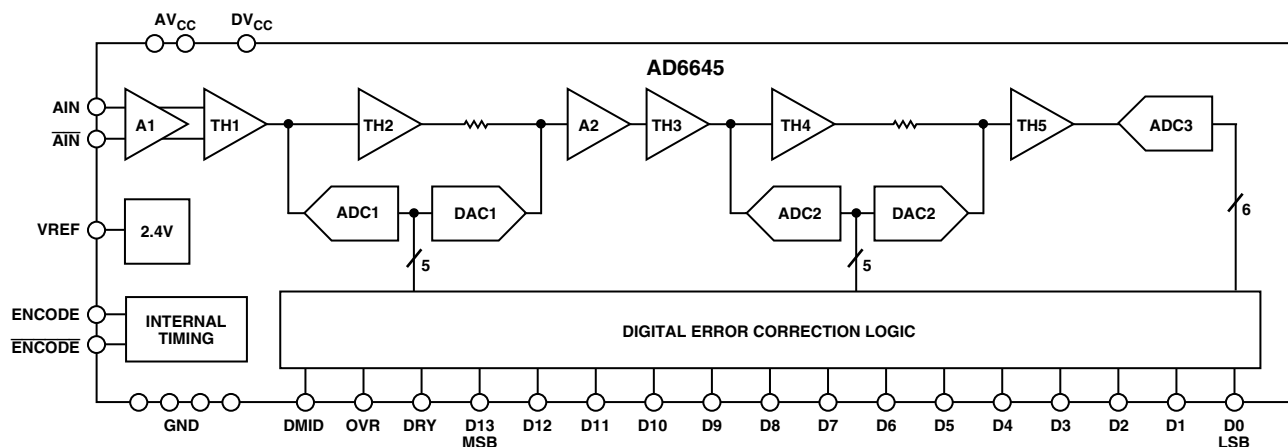 AVCC DVCC
AD6645
AIN
AIN
A1 TH1 TH2 A2 TH3 TH4 TH5 ADC3
ADC1 DAC1 ADC2 DAC2
VREF 2.4V
5 5 6
ENCODE
ENCODE
INTERNAL
TIMING
DIGITAL ERROR CORRECTION LOGIC
GND DMID OVR DRY D13 D12 D11 D10 D9 D8 D7 D6 D5 D4 D3 D2 D1 D0
MSB LSB